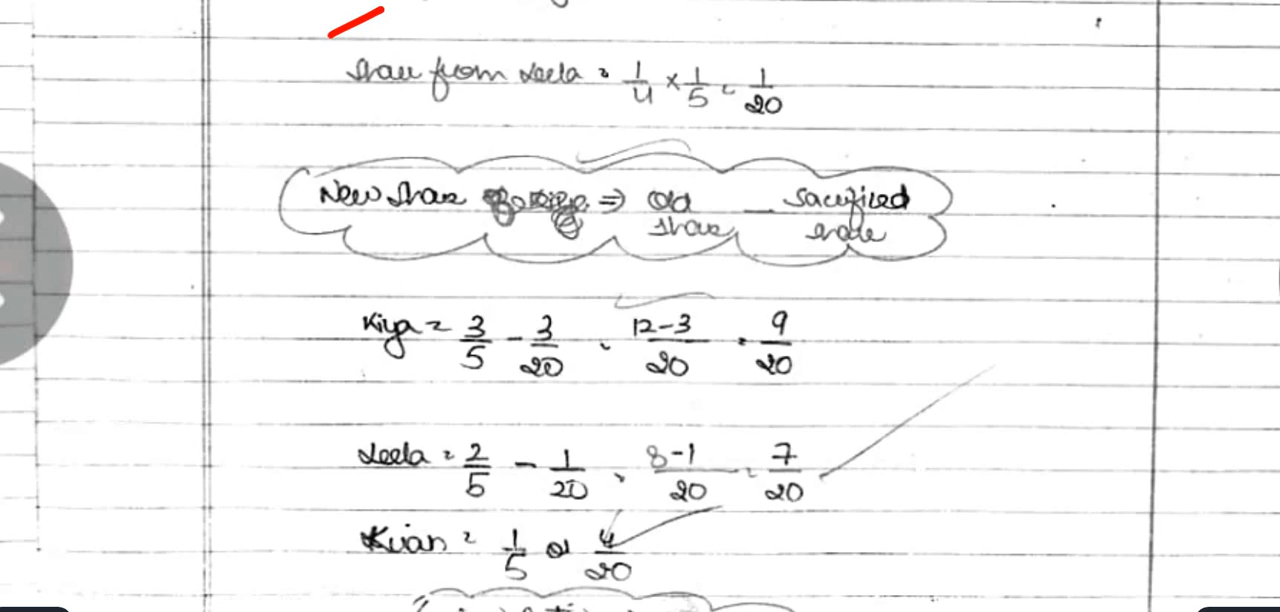 Share from Leela = 1/4 × 1/5 = 1/20
New Share ⇒ Old share — Sacrificed share
Kiya = 3/5 - 3/20 = 12-3/20 = 9/20
Leela = 2/5 - 1/20 = 8-1/20 = 7/20
Kian = 1/5 or 4/20